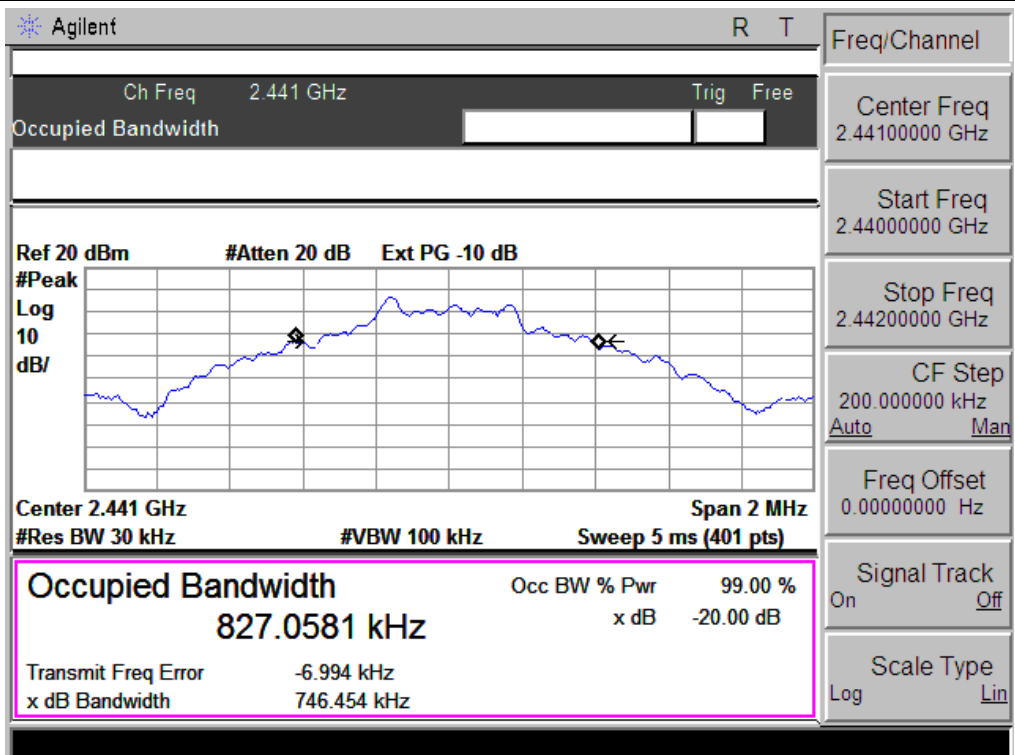 Agilent R T
Ch Freq 2.441 GHz Trig Free
Occupied Bandwidth
Ref 20 dBm #Atten 20 dB Ext PG -10 dB
#Peak
Log
10
dB/
Center 2.441 GHz Span 2 MHz
#Res BW 30 kHz #VBW 100 kHz Sweep 5 ms (401 pts)
Occupied Bandwidth Occ BW % Pwr 99.00 %
827.0581 kHz x dB -20.00 dB
Transmit Freq Error -6.994 kHz
x dB Bandwidth 746.454 kHz
Freq/Channel
Center Freq
2.44100000 GHz
Start Freq
2.44000000 GHz
Stop Freq
2.44200000 GHz
CF Step
200.000000 kHz
Auto Man
Freq Offset
0.00000000 Hz
Signal Track
On Off
Scale Type
Log Lin